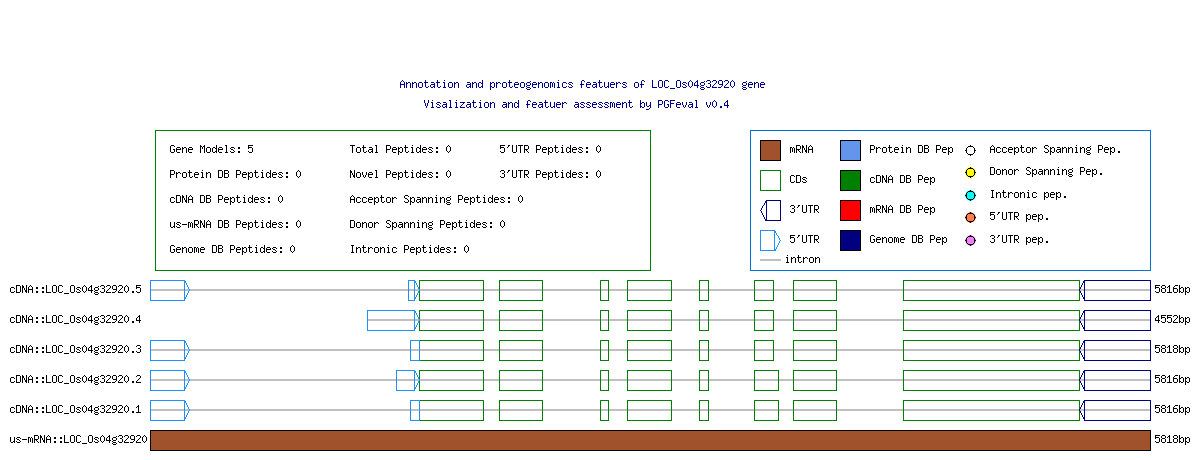 Annotation and proteogenomics featuers of LOC_Os04g32920 gene
Visalization and featuer assessment by PGFeval v0.4
Gene Models: 5 Total Peptides: 0 5'UTR Peptides: 0
Protein DB Peptides: 0 Novel Peptides: 0 3'UTR Peptides: 0
cDNA DB Peptides: 0 Acceptor Spanning Peptides: 0
us-mRNA DB Peptides: 0 Donor Spanning Peptides: 0
Genome DB Peptides: 0 Intronic Peptides: 0
mRNA Protein DB Pep Acceptor Spanning Pep.
CDs cDNA DB Pep Donor Spanning Pep.
3'UTR mRNA DB Pep Intronic pep.
5'UTR Genome DB Pep 5'UTR pep.
intron 3'UTR pep.
cDNA::LOC_Os04g32920.5 5816bp
cDNA::LOC_Os04g32920.4 4552bp
cDNA::LOC_Os04g32920.3 5818bp
cDNA::LOC_Os04g32920.2 5816bp
cDNA::LOC_Os04g32920.1 5816bp
us-mRNA::LOC_Os04g32920 5818bp